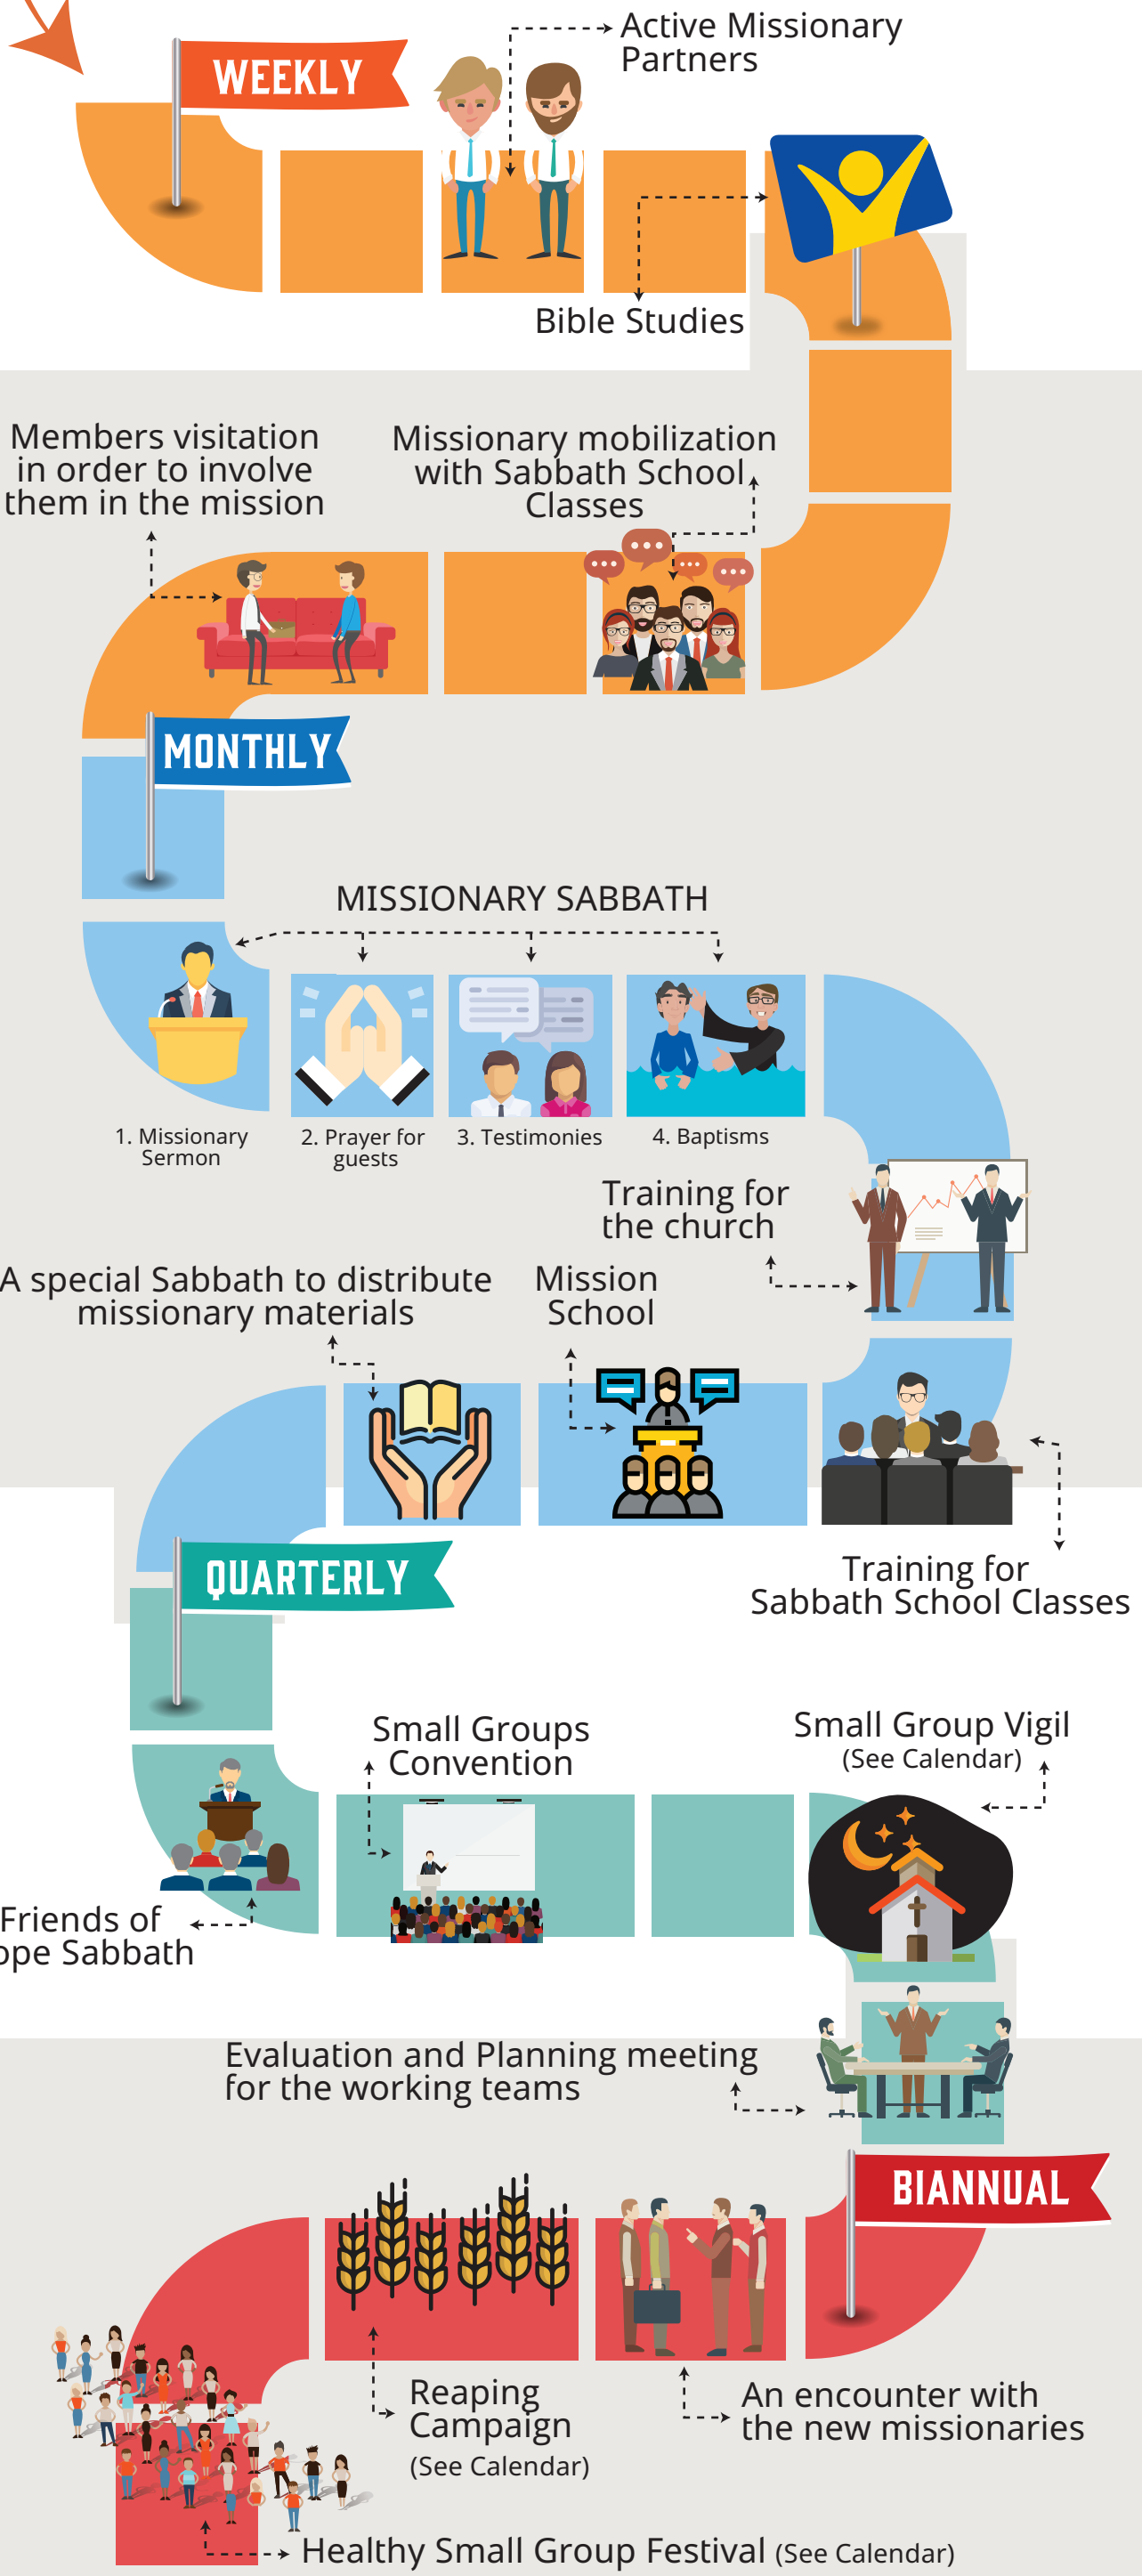 WEEKLY
Active Missionary
Partners
Bible Studies
Members visitation
in order to involve
them in the mission
Missionary mobilization
with Sabbath School
Classes
MONTHLY
MISSIONARY SABBATH
1. Missionary
Sermon
2. Prayer for
guests
3. Testimonies
4. Baptisms
Training for
the church
A special Sabbath to distribute
missionary materials
Mission
School
Training for
Sabbath School Classes
QUARTERLY
Small Groups
Convention
Small Group Vigil
(See Calendar)
Friends of
ope Sabbath
Evaluation and Planning meeting
for the working teams
BIANNUAL
Reaping
Campaign
(See Calendar)
An encounter with
the new missionaries
Healthy Small Group Festival (See Calendar)